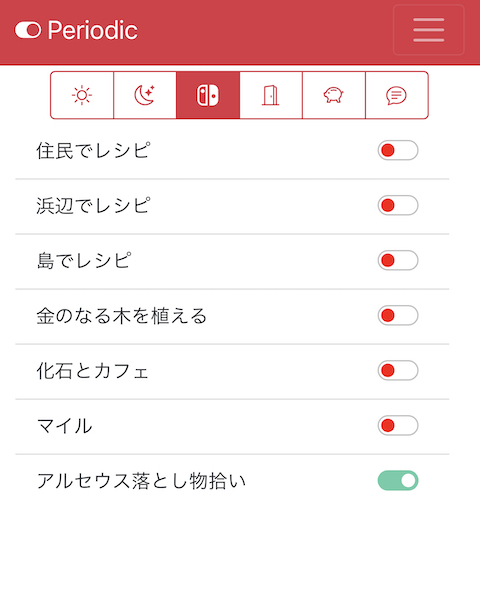 Periodic
住民でレシピ
浜辺でレシピ
島でレシピ
金のなる木を植える
化石とカフェ
マイル
アルセウス落とし物拾い